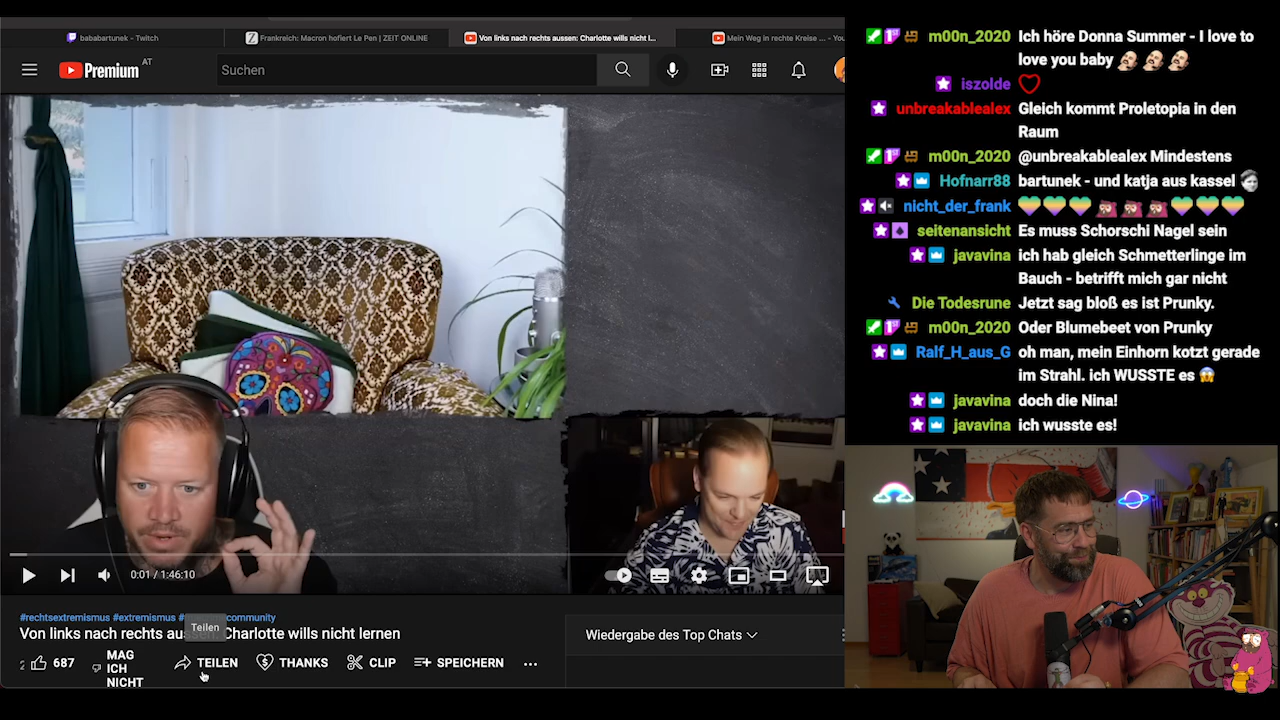 bababartunek - Twitch
Frankreich: Macron hofiert Le Pen | ZEIT ONLINE
Von links nach rechts aussen: Charlotte wills nicht l...
Mein Weg in rechte Kreise ... - You
Premium AT
Suchen
0:01 / 1:46:10
#rechtsextremismus #extremismus community
Teilen
Von links nach rechts aussen: Charlotte wills nicht lernen
687
MAG
ICH
NICHT
TEILEN
THANKS
CLIP
SPEICHERN
...
Wiedergabe des Top Chats
m00n_2020 Ich höre Donna Summer - I love to
love you baby
iszolde
unbreakablealex Gleich kommt Proletopia in den
Raum
m00n_2020 @unbreakablealex Mindestens
Hofnarr88 bartunek - und katja aus kassel
nicht_der_frank
seitenansicht Es muss Schorschi Nagel sein
javavina ich hab gleich Schmetterlinge im
Bauch - betrifft mich gar nicht
Die Todesrune Jetzt sag bloß es ist Prunky.
m00n_2020 Oder Blumebeet von Prunky
Ralf_H_aus_G oh man, mein Einhorn kotzt gerade
im Strahl. ich WUSSTE es
javavina doch die Nina!
javavina ich wusste es!